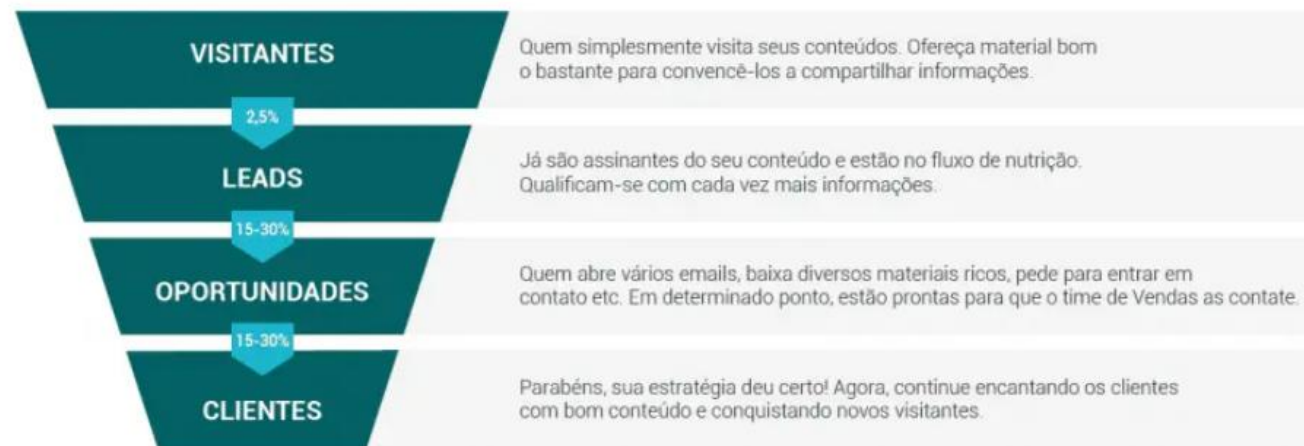 VISITANTES
Quem simplesmente visita seus conteúdos. Ofereça material bom
o bastante para convencê-los a compartilhar informações.
2,5%
LEADS
Já são assinantes do seu conteúdo e estão no fluxo de nutrição.
Qualificam-se com cada vez mais informações.
15-30%
OPORTUNIDADES
Quem abre vários emails, baixa diversos materiais ricos, pede para entrar em
contato etc. Em determinado ponto, estão prontas para que o time de Vendas as contate.
15-30%
CLIENTES
Parabéns, sua estratégia deu certo! Agora, continue encantando os clientes
com bom conteúdo e conquistando novos visitantes.